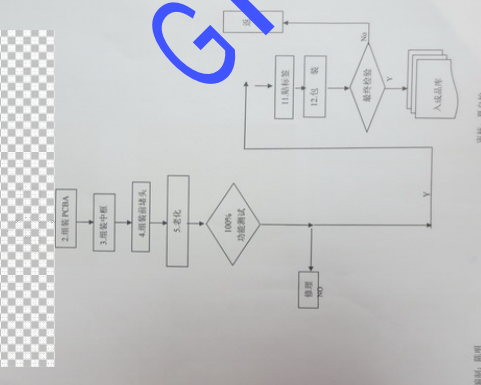 2.组装PCBA
3.组装中框
4.组装前堵头
5.老化
100%
功能测试
修理
NO
Y
11.贴标签
12.包 装
最终检验
No
Y
入成品库